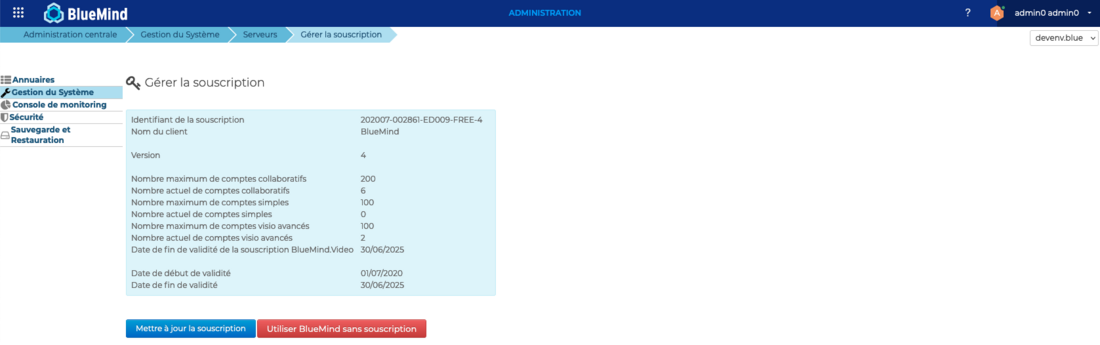 BlueMind
ADMINISTRATION
?
A
admin0 admin0
Administration centrale
Gestion du Système
Serveurs
Gérer la souscription
devenv.blue
Annuaires
Gestion du Système
Console de monitoring
Sécurité
Sauvegarde et
Restauration
Gérer la souscription
Identifiant de la souscription 202007-002861-ED009-FREE-4
Nom du client BlueMind
Version 4
Nombre maximum de comptes collaboratifs 200
Nombre actuel de comptes collaboratifs 6
Nombre maximum de comptes simples 100
Nombre actuel de comptes simples 0
Nombre maximum de comptes visio avancés 100
Nombre actuel de comptes visio avancés 2
Date de fin de validité de la souscription BlueMind.Video 30/06/2025
Date de début de validité 01/07/2020
Date de fin de validité 30/06/2025
Mettre à jour la souscription
Utiliser BlueMind sans souscription